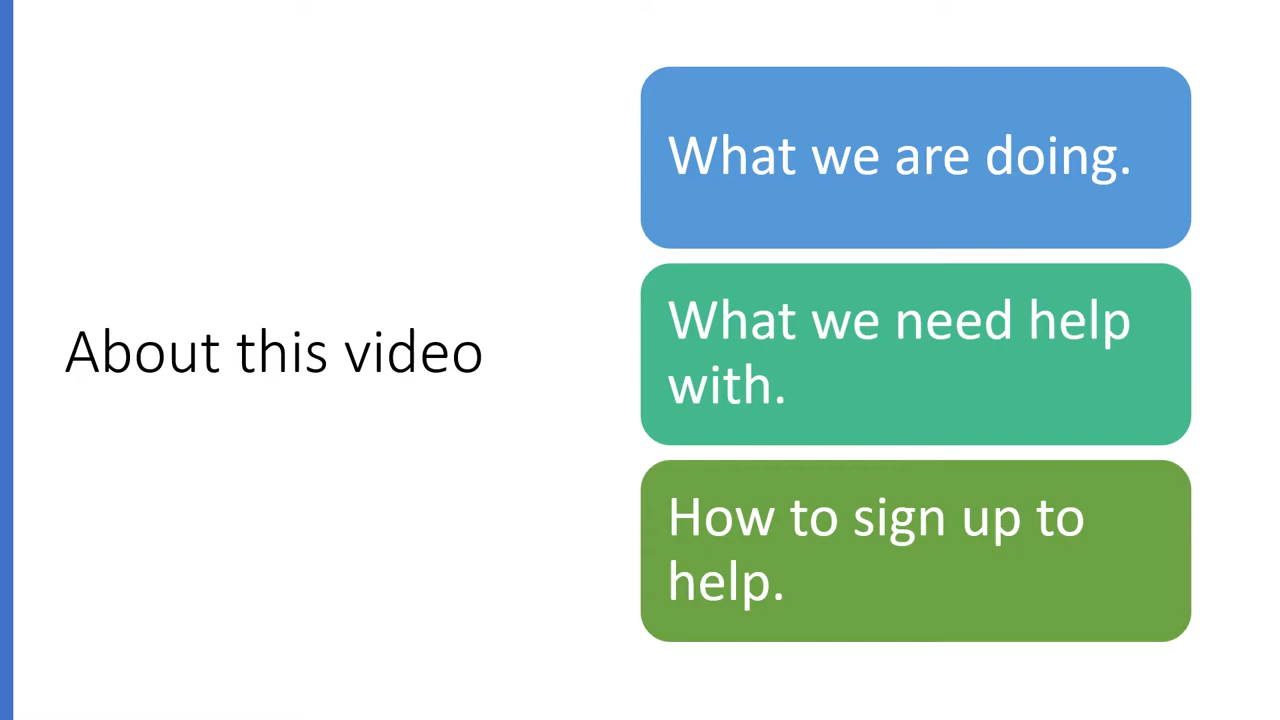 About this video
What we are doing.
What we need help
with.
How to sign up to
help.